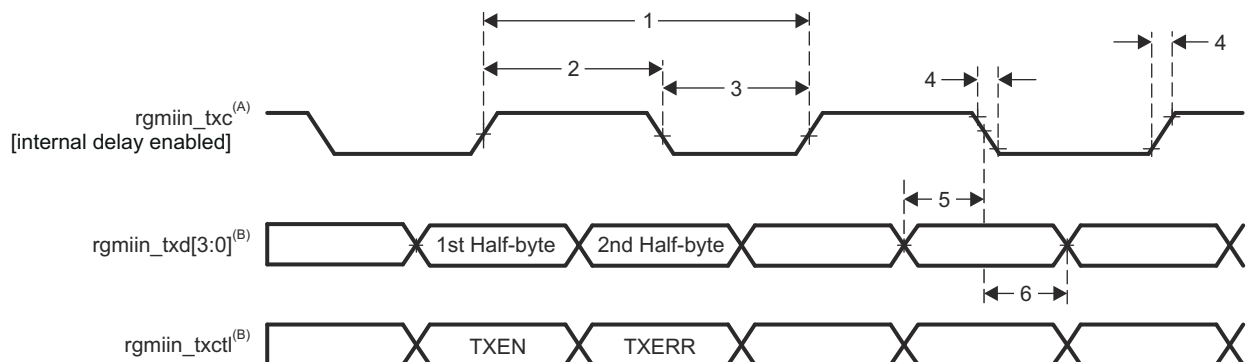 1
2
3
4
4
rgmiin_txc(A)
[internal delay enabled]
5
rgmiin_txd[3:0](B)
1st Half-byte
2nd Half-byte
6
rgmiin_txctl(B)
TXEN
TXERR